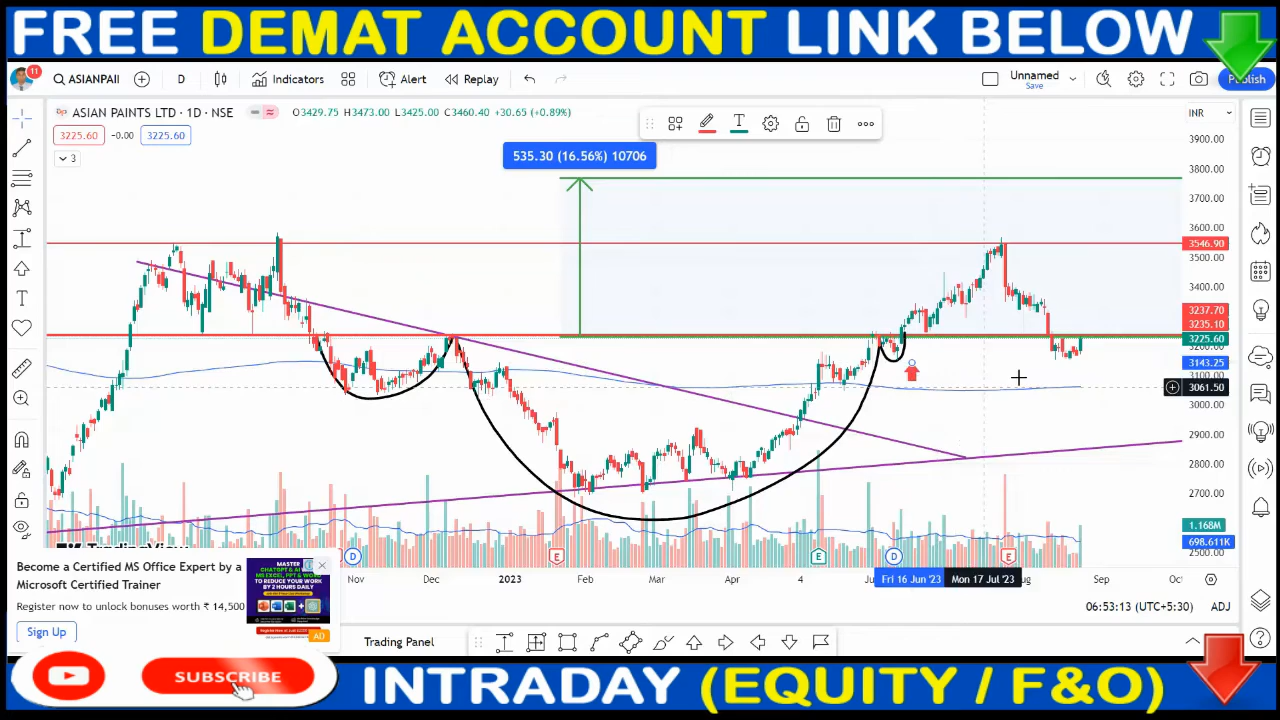 FREE DEMAT ACCOUNT LINK BELOW
11
ASIANPAII
D
Indicators
Alert
Replay
Unnamed
Save
Publish
ASIAN PAINTS LTD · 1D · NSE
O3429.75 H3473.00 L3425.00 C3460.40 +30.65 (+0.89%)
INR
3225.60 -0.00 3225.60
3
535.30 (16.56%) 10706
3900.00
3800.00
3700.00
3600.00
3546.90
3500.00
3400.00
3237.70
3235.10
3225.60
3200.00
3143.25
3100.00
3061.50
3000.00
2900.00
2800.00
2700.00
1.168M
698.611K
2500.00
TradingView
D
E
E
D
E
Nov
Dec
2023
Feb
Mar
Apr
Fri 16 Jun '23
Mon 17 Jul '23
Sep
06:53:13 (UTC+5:30)
ADJ
Become a Certified MS Office Expert by a
Microsoft Certified Trainer
Register now to unlock bonuses worth ₹ 14,500
Sign Up
MASTER
AD
Trading Panel
SUBSCRIBE
INTRADAY (EQUITY / F&O)